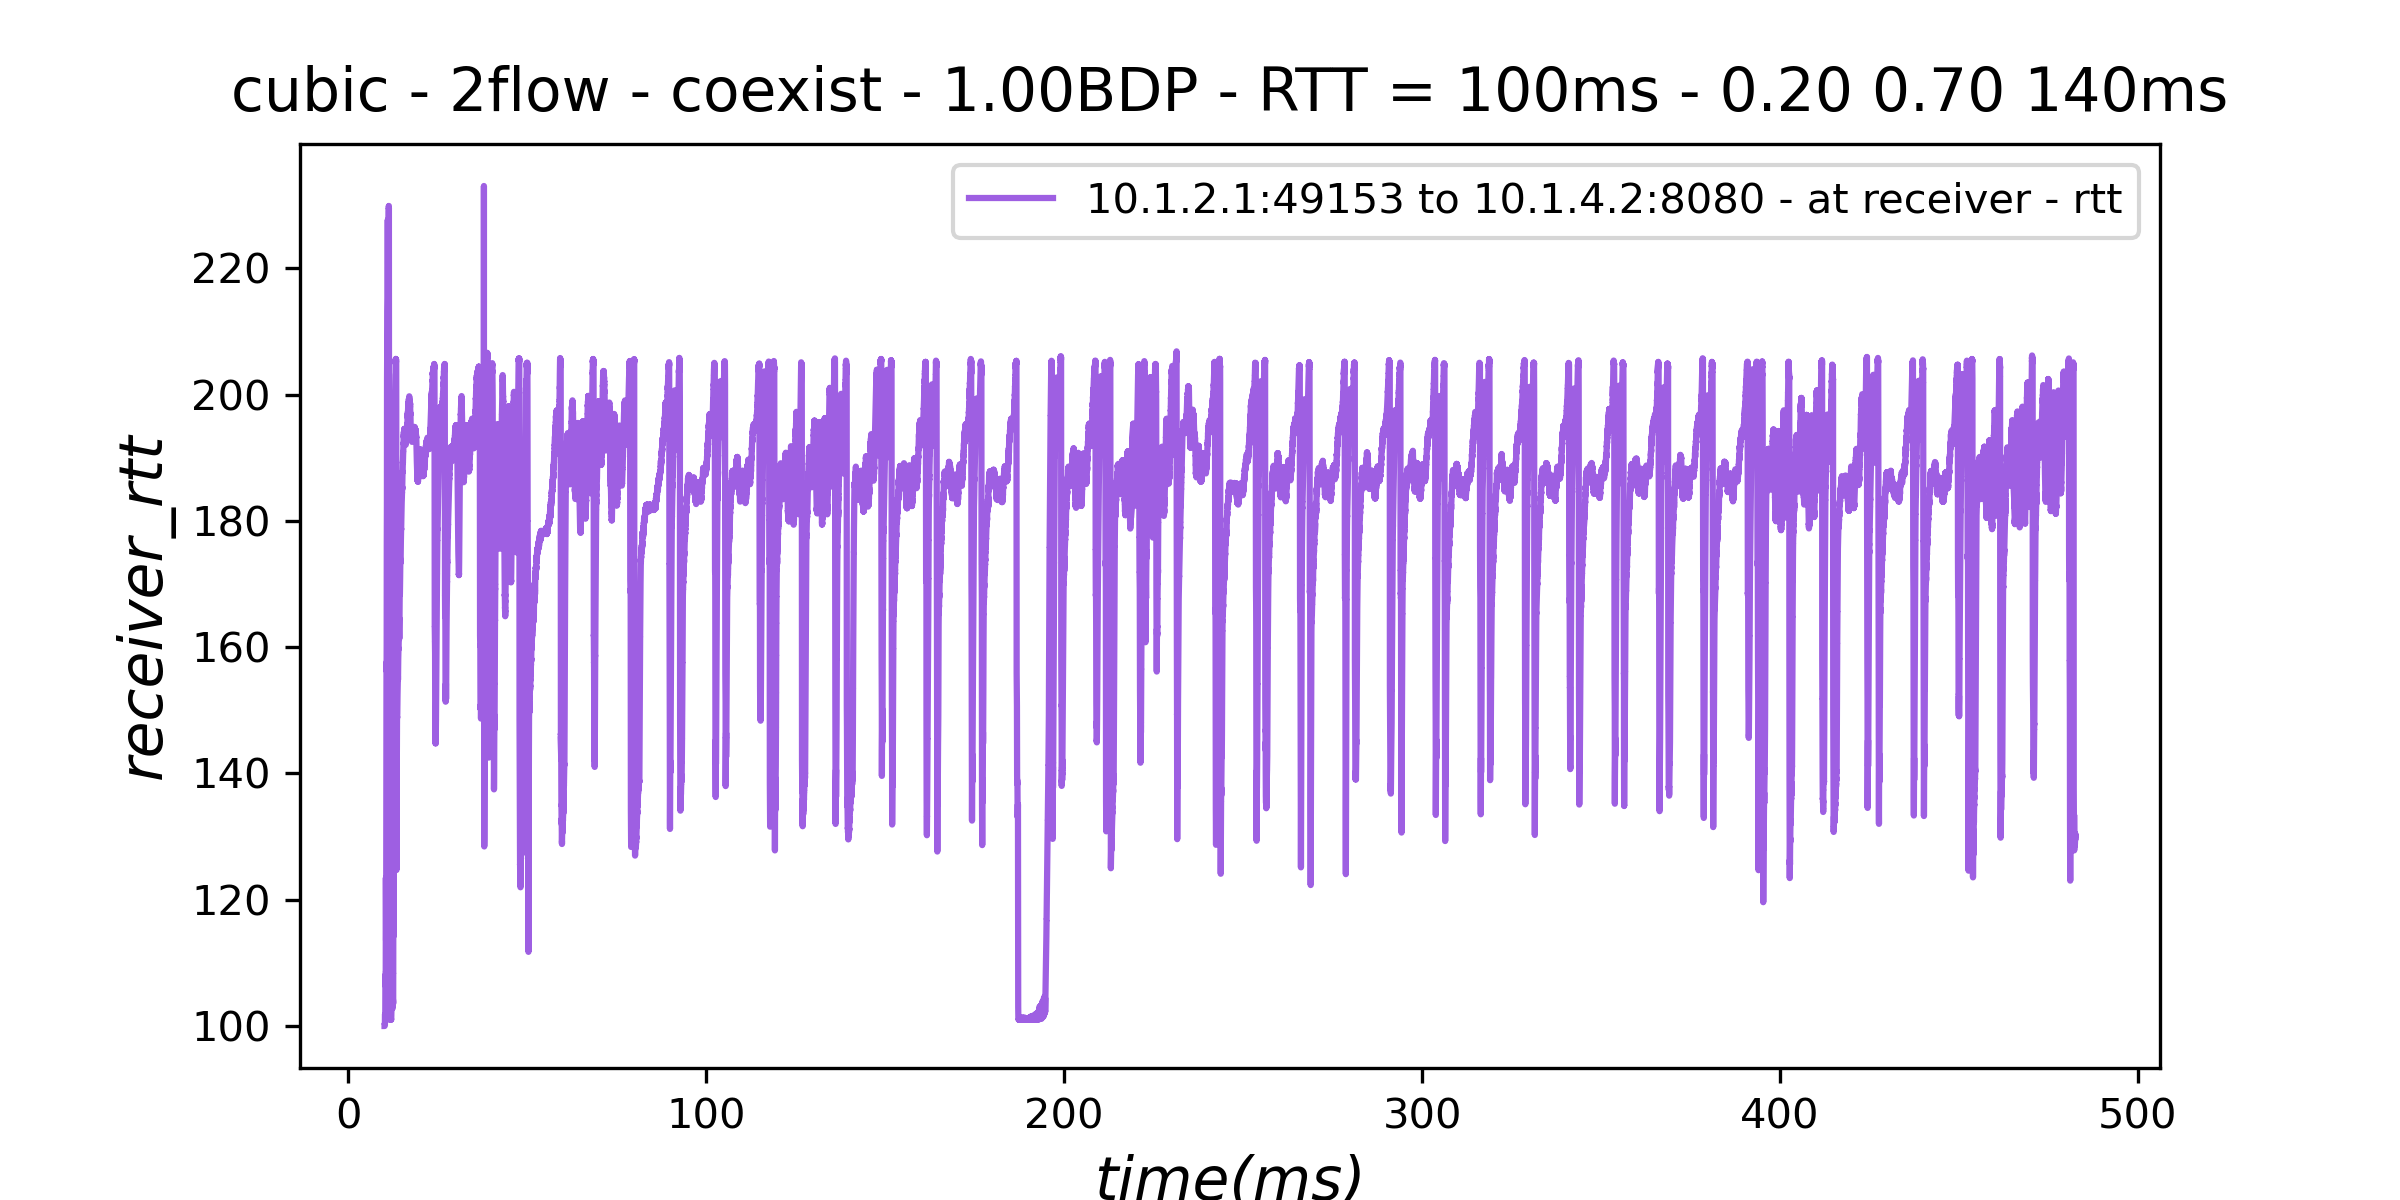 cubic - 2flow - coexist - 1.00BDP - RTT = 100ms - 0.20 0.70 140ms
10.1.2.1:49153 to 10.1.4.2:8080 - at receiver - rtt
receiver_rtt
220
200
180
160
140
120
100
0 100 200 300 400 500
time(ms)